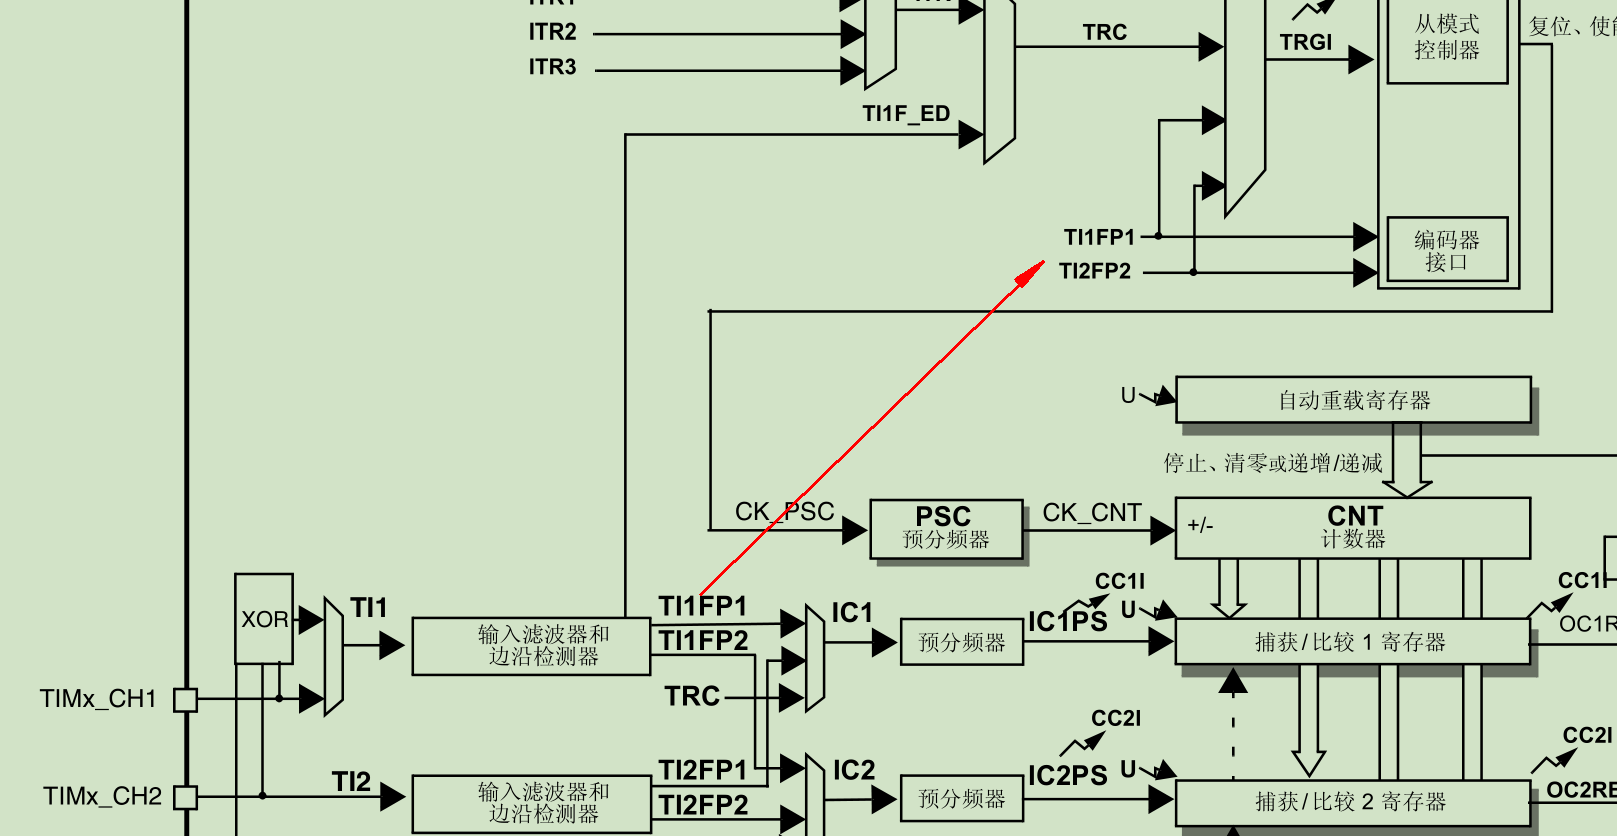 ITR1
ITR2
ITR3
TI1F_ED
TRC
TRGI
从模式
控制器
复位、使能
TI1FP1
TI2FP2
编码器
接口
U
自动重载寄存器
停止、清零或递增/递减
CK_PSC
PSC
预分频器
CK_CNT
+/-
CNT
计数器
XOR
TI1
输入滤波器和
边沿检测器
TI1FP1
TI1FP2
TRC
IC1
预分频器
CC1I
IC1PS
U
捕获/比较 1 寄存器
CC1I
OC1R
TIMx_CH1
TIMx_CH2
TI2
输入滤波器和
边沿检测器
TI2FP1
TI2FP2
IC2
预分频器
CC2I
IC2PS
U
捕获/比较 2 寄存器
CC2I
OC2RE